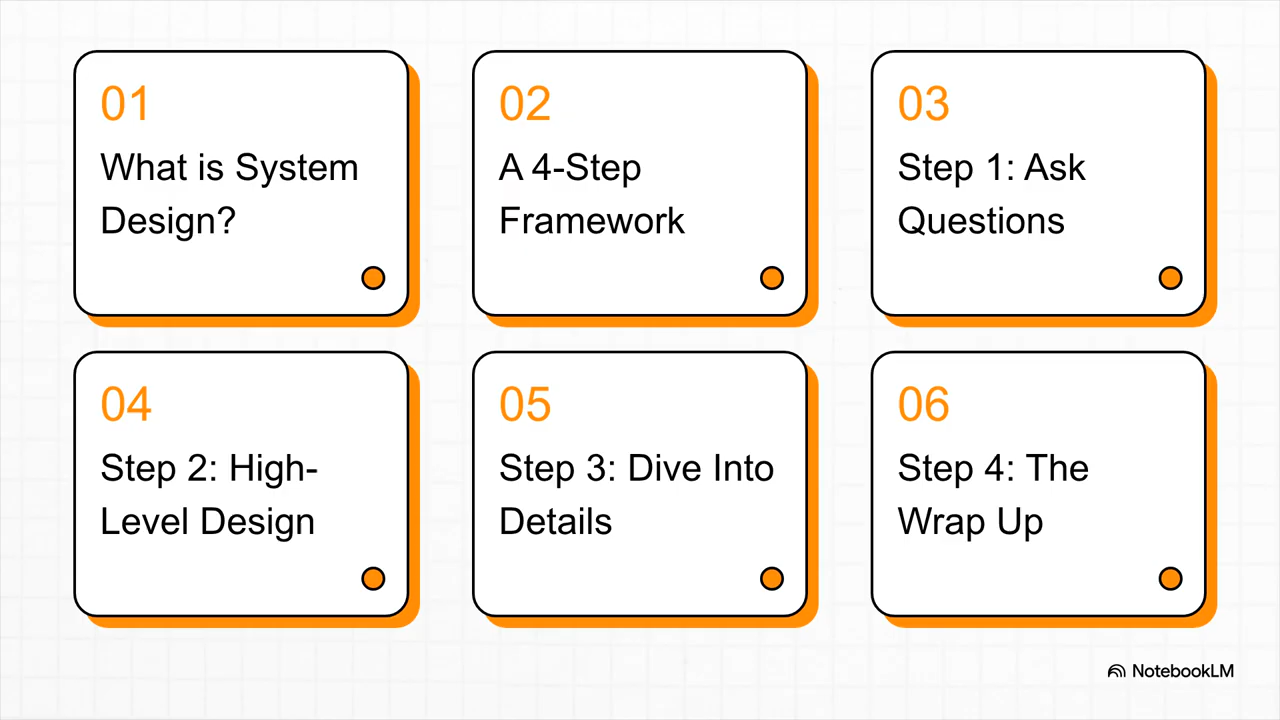 01
What is System
Design?
02
A 4-Step
Framework
03
Step 1: Ask
Questions
04
Step 2: High-
Level Design
05
Step 3: Dive Into
Details
06
Step 4: The
Wrap Up
NotebookLM